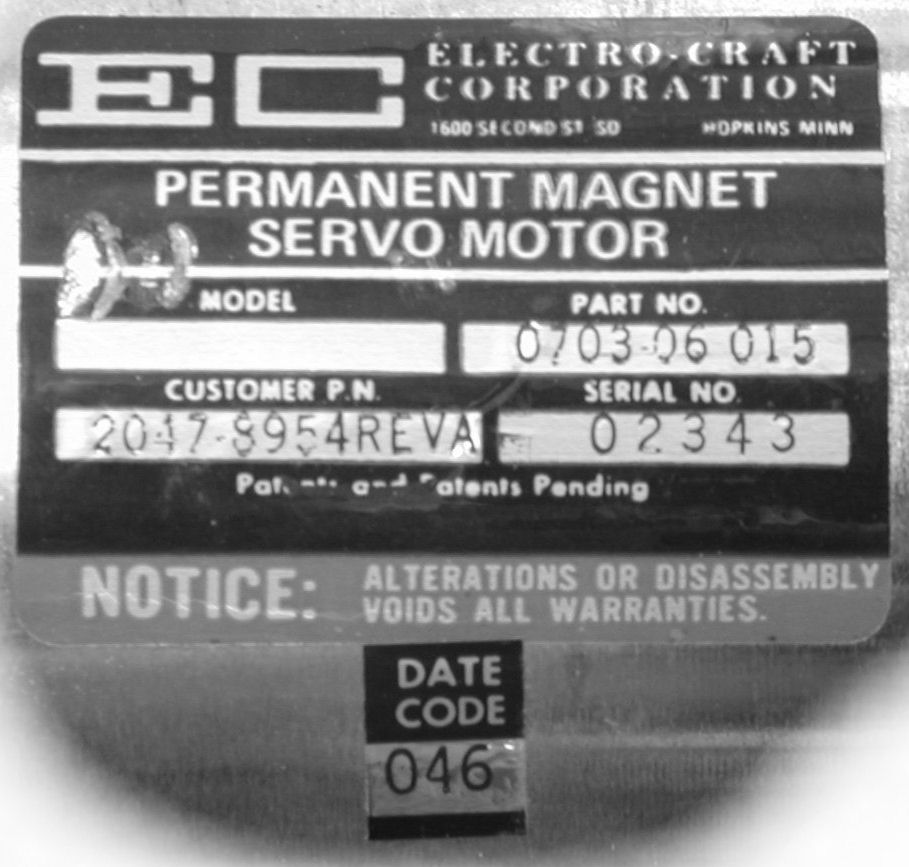 EC
ELECTRO-CRAFT
CORPORATION
1600 SECOND ST SO HOPKINS MINN
PERMANENT MAGNET
SERVO MOTOR
MODEL PART NO.
0703-06 015
CUSTOMER P.N. SERIAL NO.
2047-8954REVA 02343
Patents and Patents Pending
NOTICE: ALTERATIONS OR DISASSEMBLY
VOIDS ALL WARRANTIES.
DATE
CODE
046